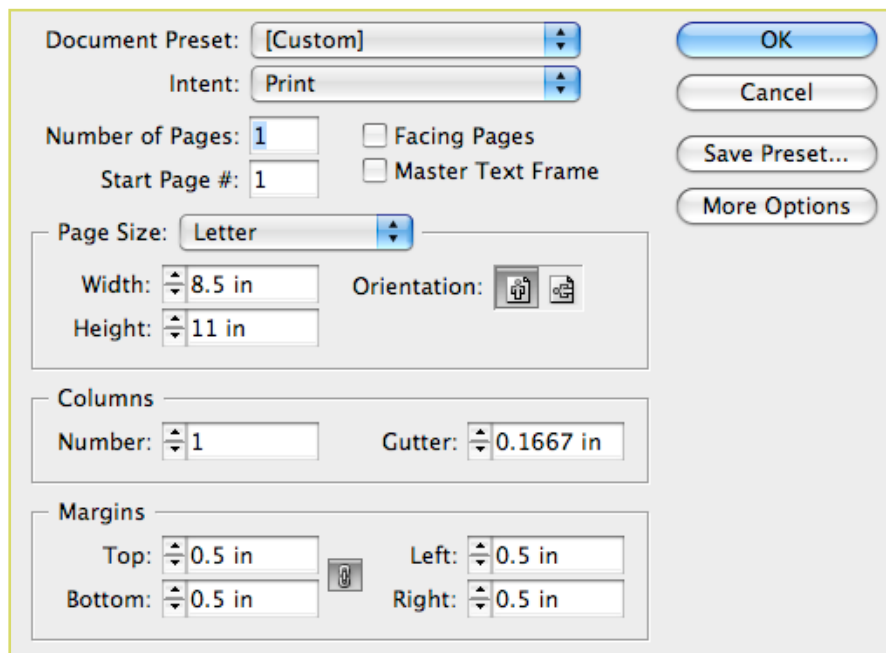 Document Preset: [Custom]
OK
Intent: Print
Cancel
Number of Pages: 1
Facing Pages
Save Preset...
Start Page #: 1
Master Text Frame
More Options
Page Size: Letter
Width: 8.5 in
Orientation:
Height: 11 in
Columns
Number: 1
Gutter: 0.1667 in
Margins
Top: 0.5 in
Left: 0.5 in
Bottom: 0.5 in
Right: 0.5 in